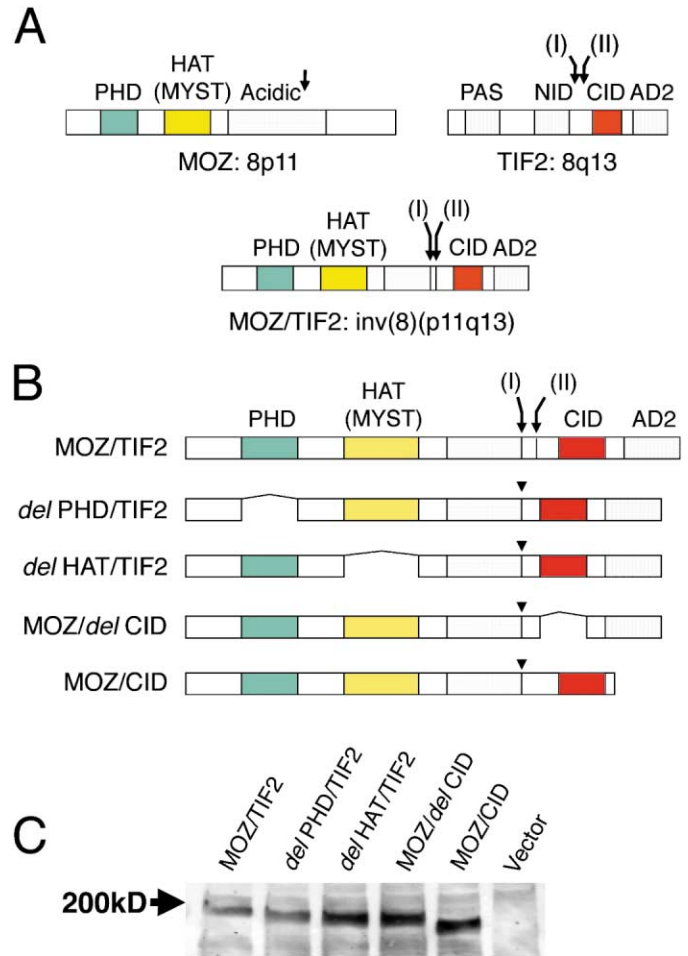 A
(I) (II)
HAT
PHD (MYST) Acidic
PAS NID CID AD2
MOZ: 8p11
TIF2: 8q13
(I) (II)
HAT
PHD (MYST) CID AD2
MOZ/TIF2: inv(8)(p11q13)
B
(I) (II)
HAT
PHD (MYST) CID AD2
MOZ/TIF2
del PHD/TIF2
del HAT/TIF2
MOZ/del CID
MOZ/CID
C
MOZ/TIF2
del PHD/TIF2
del HAT/TIF2
MOZ/del CID
MOZ/CID
Vector
200kD